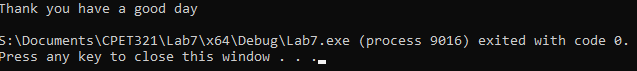 Thank you have a good day
S:\Documents\CPET321\Lab7\x64\Debug\Lab7.exe (process 9016) exited with code 0.
Press any key to close this window . . .